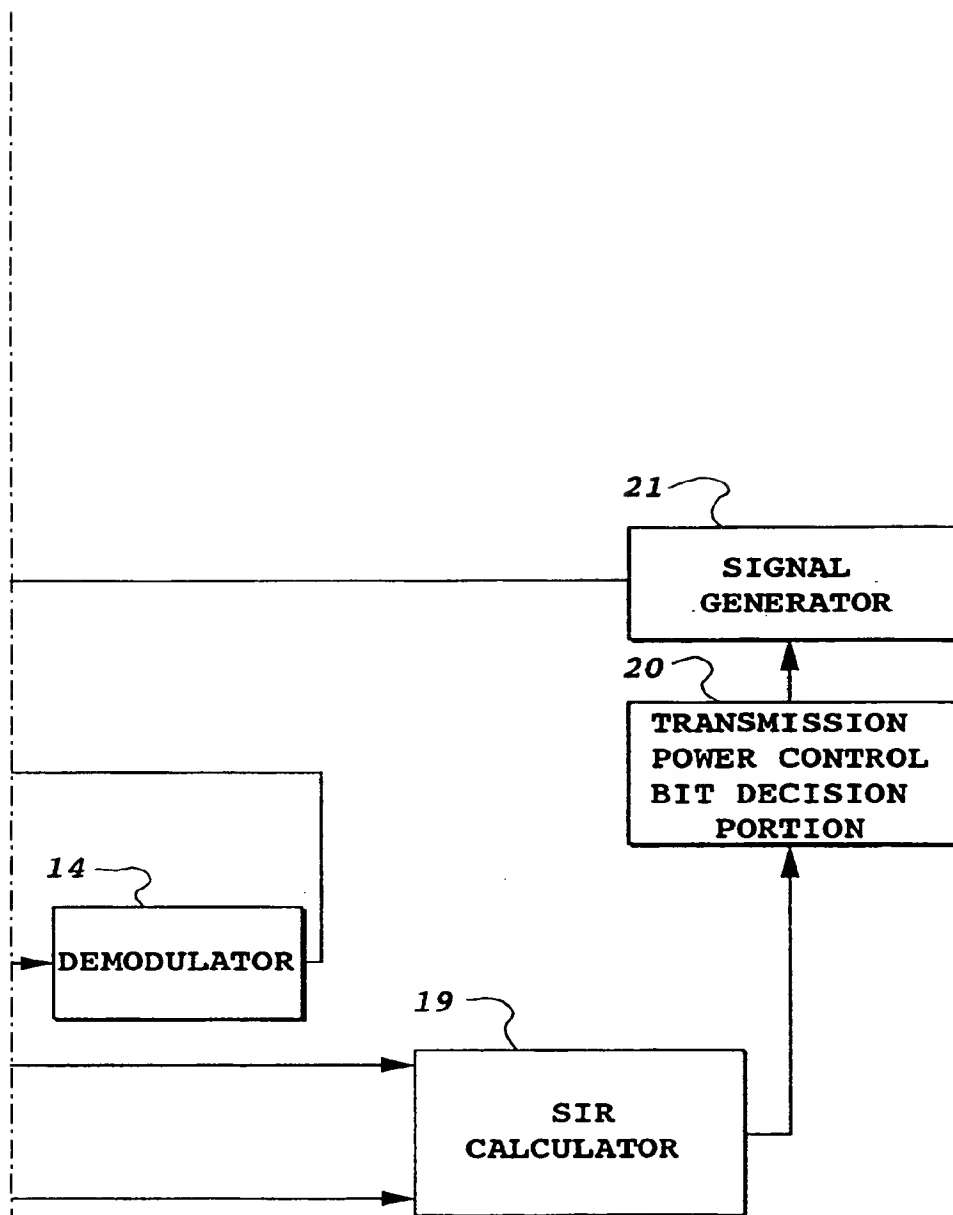 21
SIGNAL
GENERATOR
20
TRANSMISSION
POWER CONTROL
BIT DECISION
PORTION
14
DEMODULATOR
19
SIR
CALCULATOR